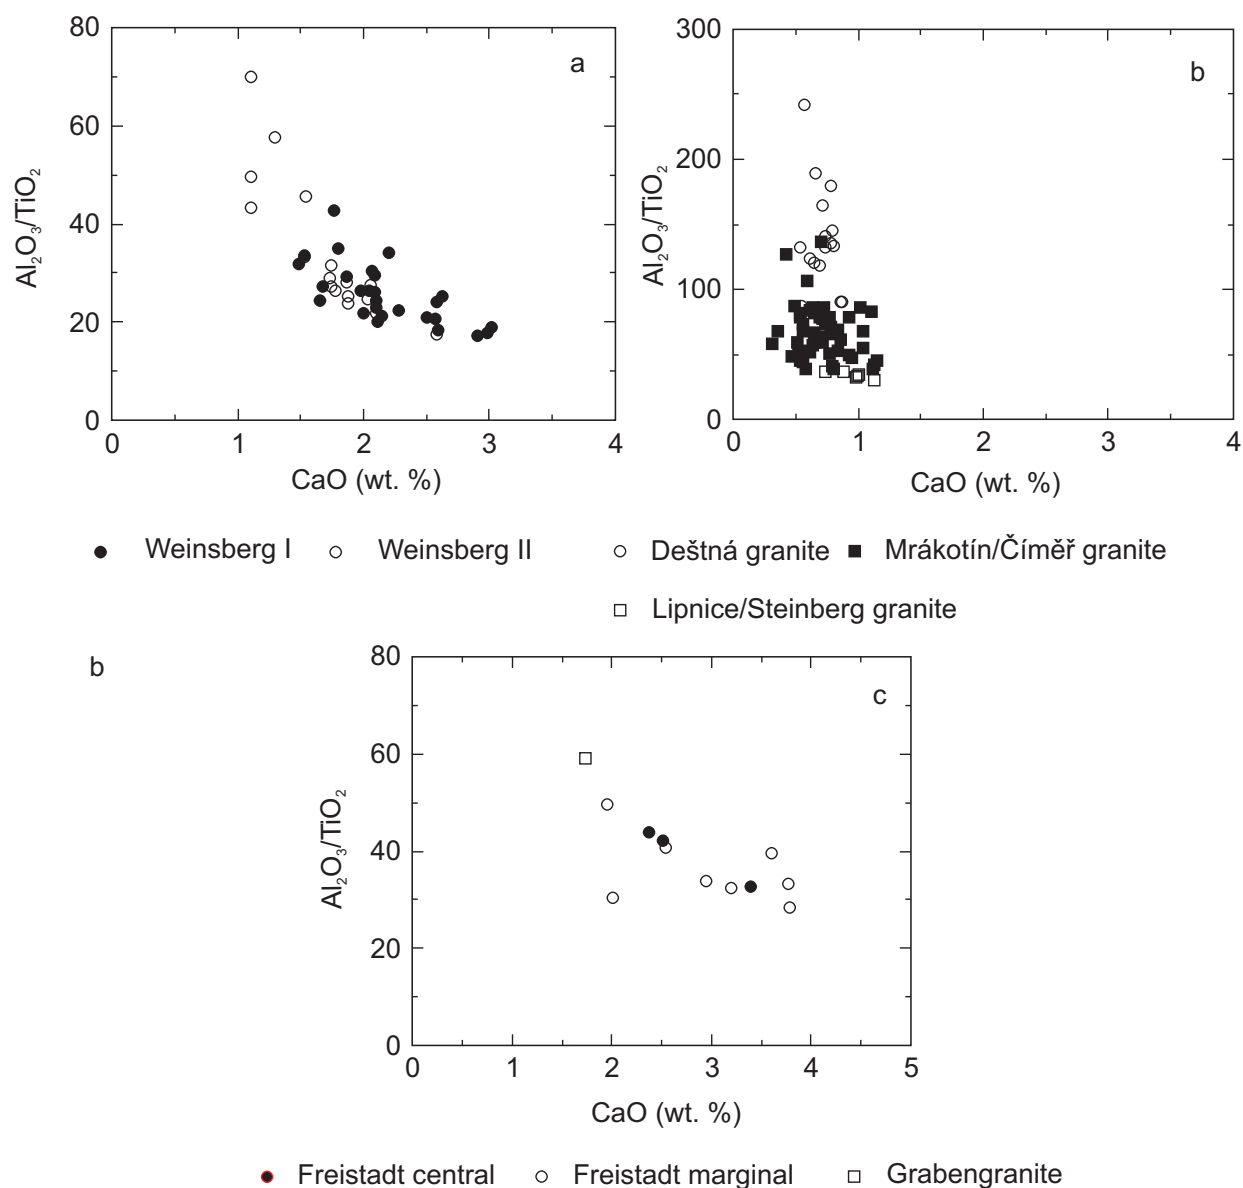 80
60
40
20
0
Al₂O₃/TiO₂
a
0 1 2 3 4
CaO (wt. %)
300
200
100
0
Al₂O₃/TiO₂
b
0 1 2 3 4
CaO (wt. %)
Weinsberg I Weinsberg II
Deštná granite Mrákotín/Číměř granite
Lipnice/Steinberg granite
b
80
60
40
20
0
Al₂O₃/TiO₂
c
0 1 2 3 4 5
CaO (wt. %)
Freistadt central Freistadt marginal Grabengranite